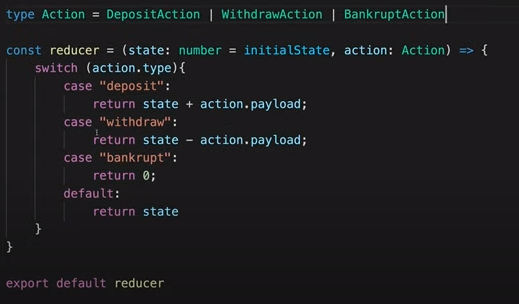 type Action = DepositAction | WithdrawAction | BankruptAction
const reducer = (state: number = initialState, action: Action) => {
    switch (action.type){
        case "deposit":
            return state + action.payload;
        case "withdraw":
            return state - action.payload;
        case "bankrupt":
            return 0;
        default:
            return state
    }
}
export default reducer